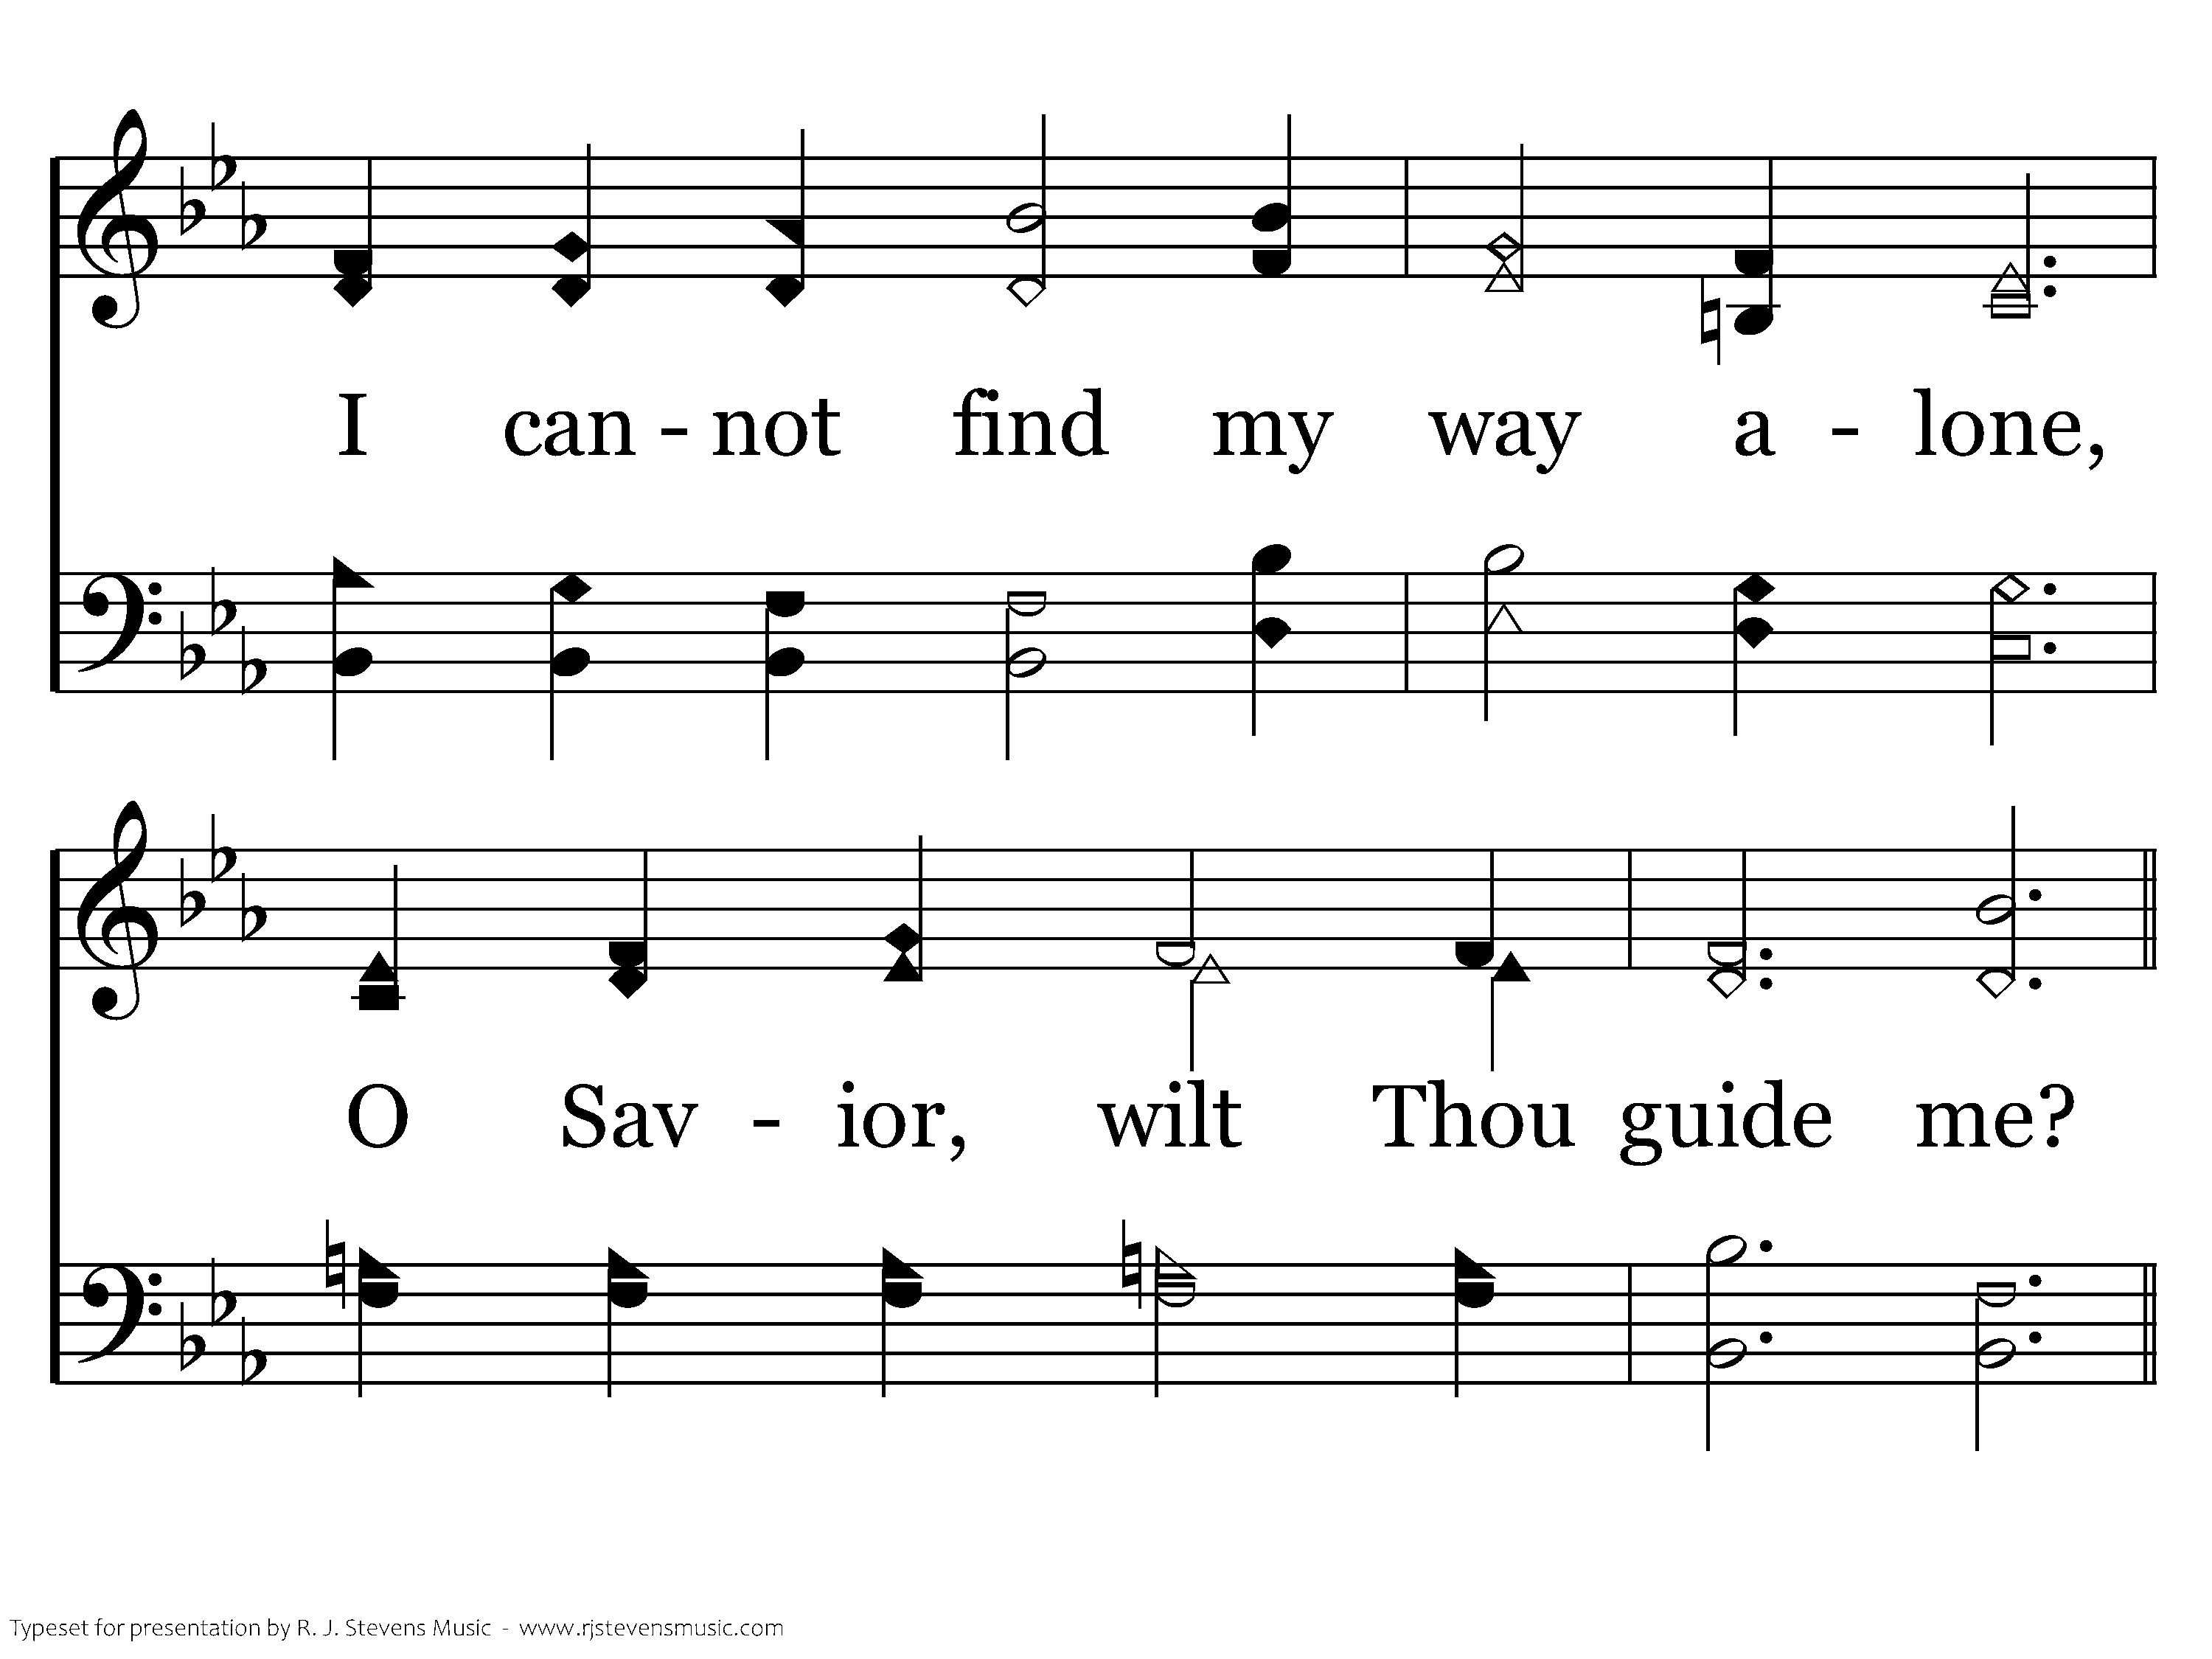 I can - not find my way a - lone,
O Sav - ior, wilt Thou guide me?
Typeset for presentation by R. J. Stevens Music - www.rjstevensmusic.com